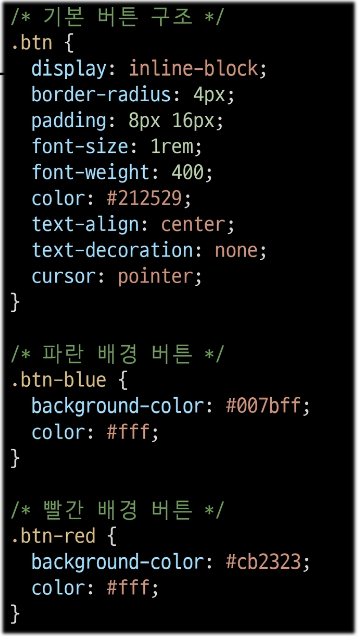 /* 기본 버튼 구조 */
.btn {
  display: inline-block;
  border-radius: 4px;
  padding: 8px 16px;
  font-size: 1rem;
  font-weight: 400;
  color: #212529;
  text-align: center;
  text-decoration: none;
  cursor: pointer;
}

/* 파란 배경 버튼 */
.btn-blue {
  background-color: #007bff;
  color: #fff;
}

/* 빨간 배경 버튼 */
.btn-red {
  background-color: #cb2323;
  color: #fff;
}